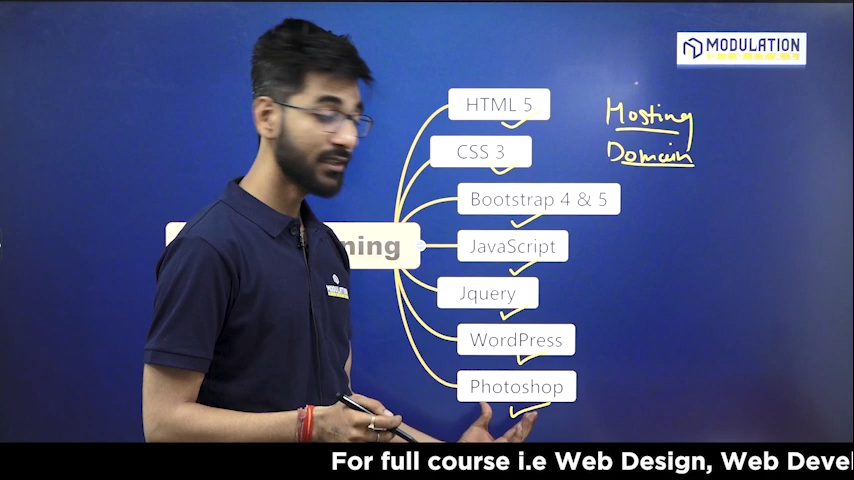 MODULATION
HTML 5
Hosting
CSS 3
Domain
Bootstrap 4 & 5
ning
JavaScript
Jquery
WordPress
Photoshop
For full course i.e Web Design, Web Devel